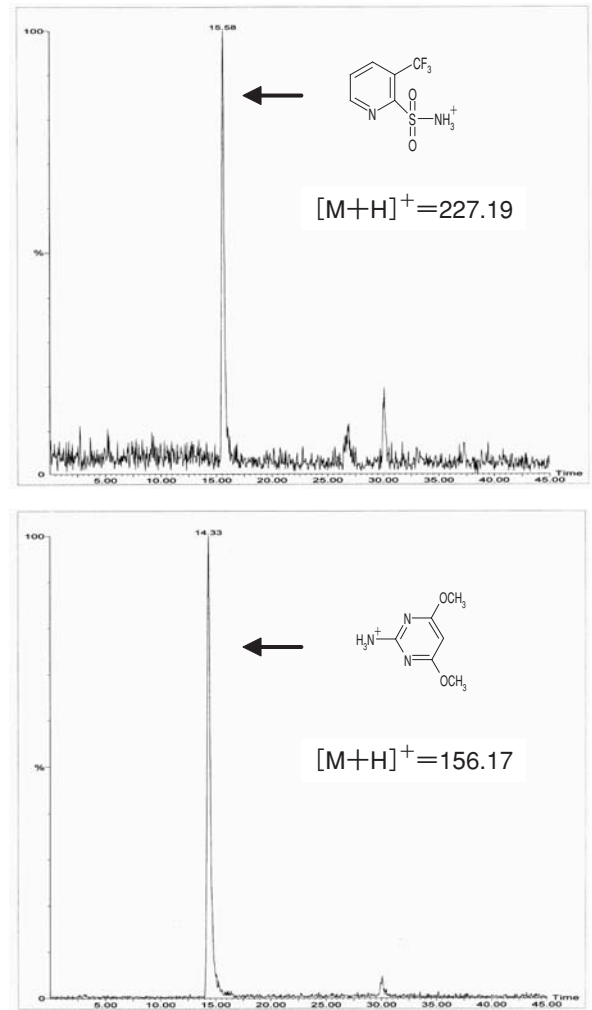 15.58
100
CF3
O
N
S
NH3+
O
[M+H]+=227.19
%
0
5.00 10.00 15.00 20.00 25.00 30.00 35.00 40.00 45.00 Time
14.33
100
OCH3
N
H3N+
N
OCH3
[M+H]+=156.17
%
0
5.00 10.00 15.00 20.00 25.00 30.00 35.00 40.00 45.00 Time